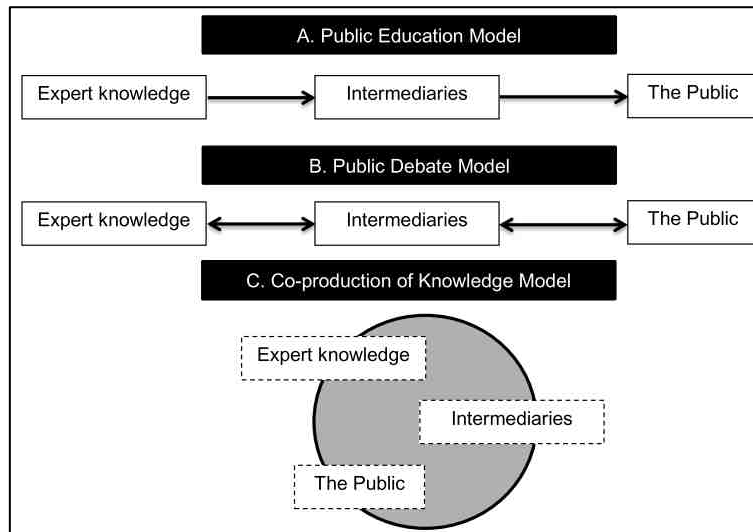 A. Public Education Model
Expert knowledge
Intermediaries
The Public
B. Public Debate Model
Expert knowledge
Intermediaries
The Public
C. Co-production of Knowledge Model
Expert knowledge
Intermediaries
The Public